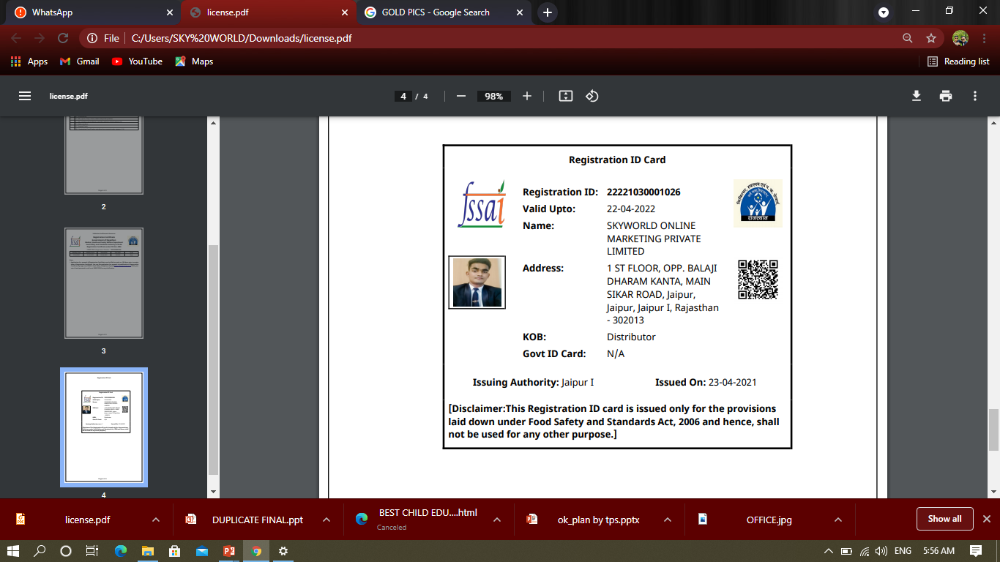 WhatsApp
license.pdf
GOLD PICS - Google Search
File
C:/Users/SKY%20WORLD/Downloads/license.pdf
Apps
Gmail
YouTube
Maps
Reading list
license.pdf
4 / 4
98%
2
3
4
Registration ID Card
fssai
Registration ID: 22221030001026
Valid Upto: 22-04-2022
Name: SKYWORLD ONLINE
MARKETING PRIVATE
LIMITED
राजस्थान
Address: 1 ST FLOOR, OPP. BALAJI
DHARAM KANTA, MAIN
SIKAR ROAD, Jaipur,
Jaipur, Jaipur I, Rajasthan
- 302013
KOB: Distributor
Govt ID Card: N/A
Issuing Authority: Jaipur I
Issued On: 23-04-2021
[Disclaimer:This Registration ID card is issued only for the provisions
laid down under Food Safety and Standards Act, 2006 and hence, shall
not be used for any other purpose.]
license.pdf
DUPLICATE FINAL.ppt
BEST CHILD EDU....html
Canceled
ok_plan by tps.pptx
OFFICE.jpg
Show all
ENG
5:56 AM